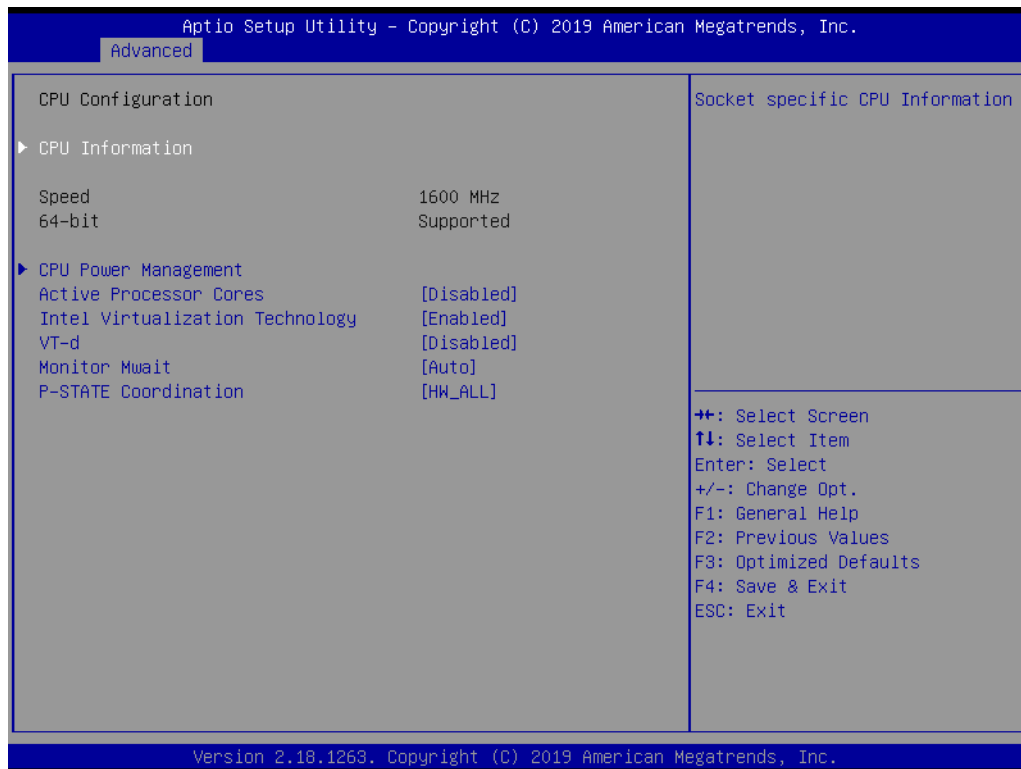 Aptio Setup Utility – Copyright (C) 2019 American Megatrends, Inc.
Advanced
CPU Configuration
CPU Information
Speed 1600 MHz
64-bit Supported
CPU Power Management
Active Processor Cores [Disabled]
Intel Virtualization Technology [Enabled]
VT-d [Disabled]
Monitor Mwait [Auto]
P-STATE Coordination [HW_ALL]
Socket specific CPU Information
→←: Select Screen
↑↓: Select Item
Enter: Select
+/-: Change Opt.
F1: General Help
F2: Previous Values
F3: Optimized Defaults
F4: Save & Exit
ESC: Exit
Version 2.18.1263. Copyright (C) 2019 American Megatrends, Inc.